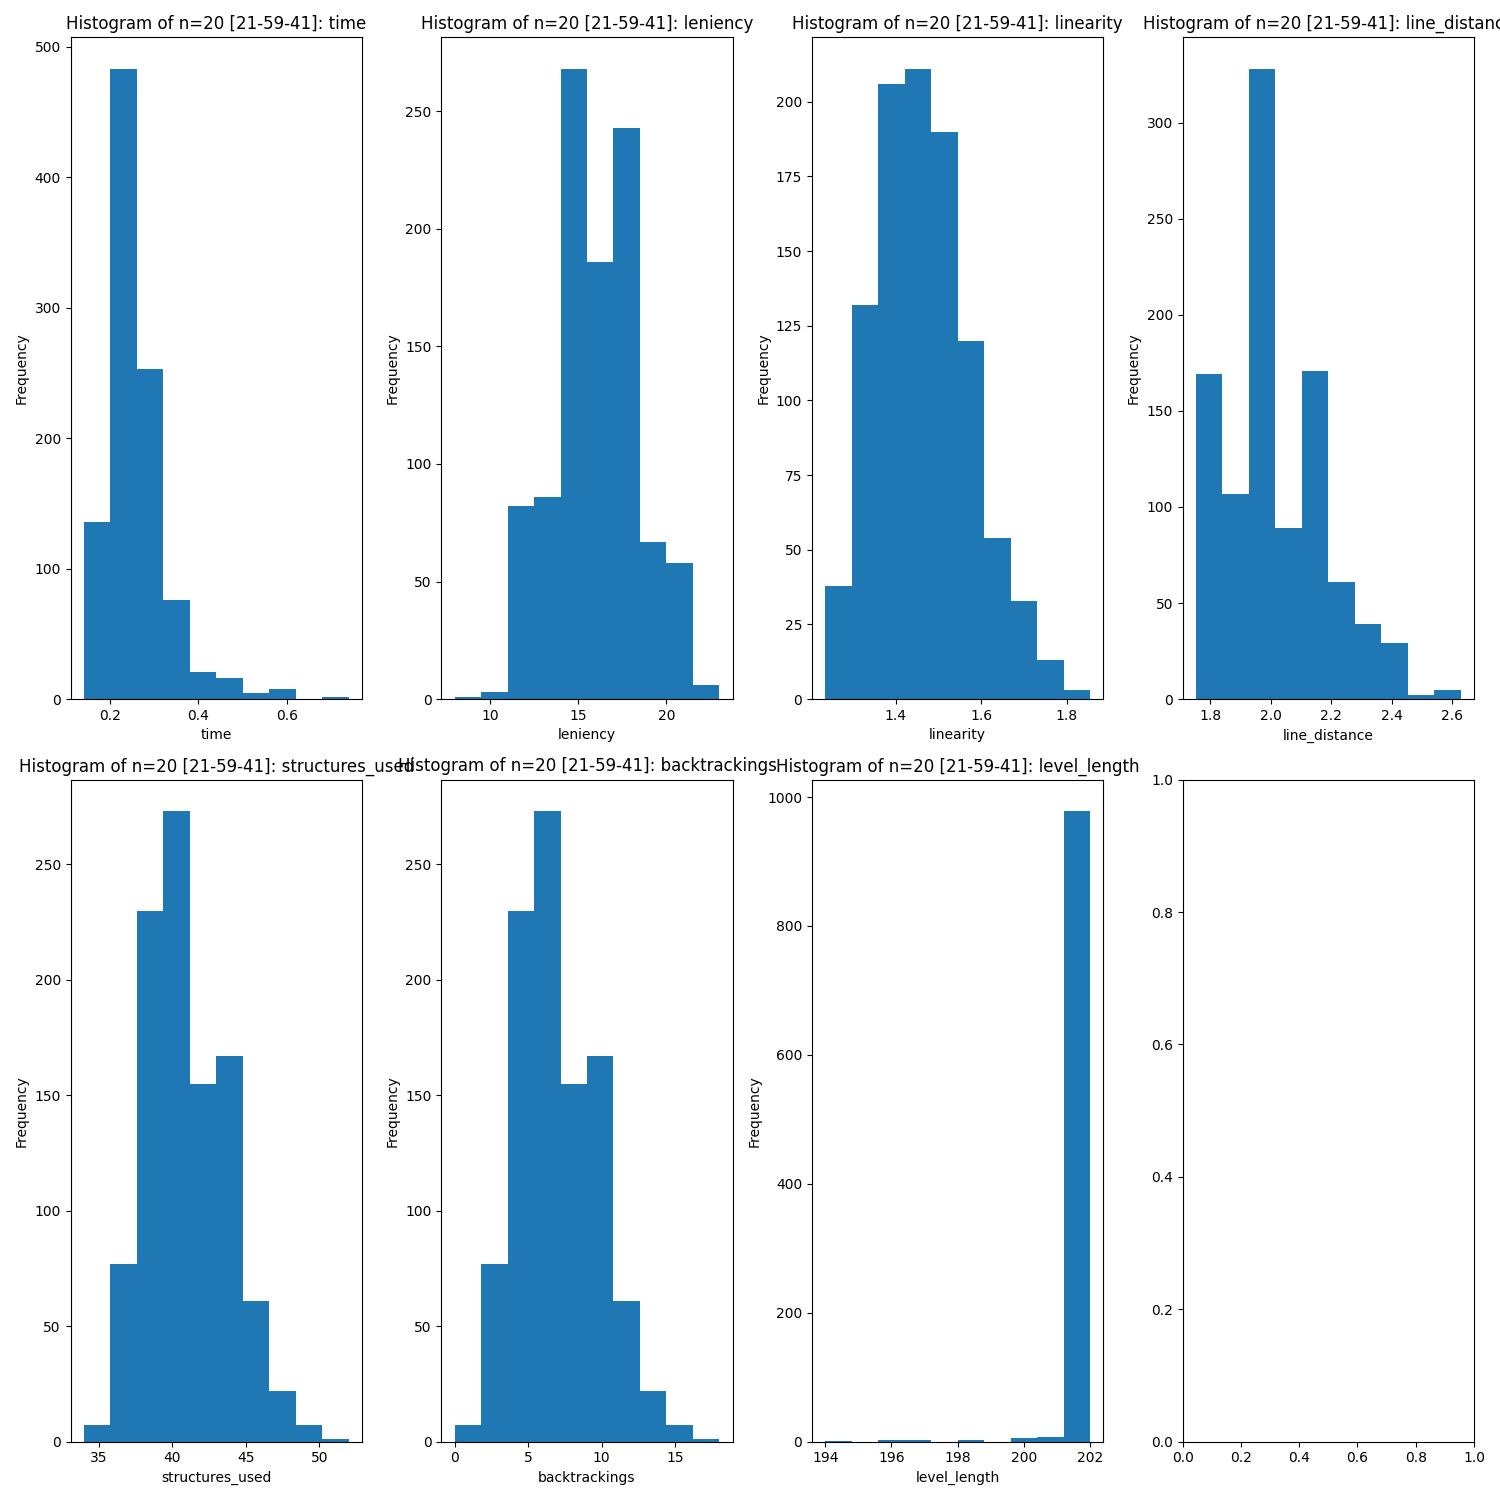 Histogram of n=20 [21-59-41]: time
500
400
300
200
100
0
Frequency
0.2 0.4 0.6
time
Histogram of n=20 [21-59-41]: leniency
250
200
150
100
50
0
Frequency
10 15 20
leniency
Histogram of n=20 [21-59-41]: linearity
200
175
150
125
100
75
50
25
0
Frequency
1.4 1.6 1.8
linearity
Histogram of n=20 [21-59-41]: line_distanc
300
250
200
150
100
50
0
Frequency
1.8 2.0 2.2 2.4 2.6
line_distance
Histogram of n=20 [21-59-41]: structures_used
250
200
150
100
50
0
Frequency
35 40 45 50
structures_used
Histogram of n=20 [21-59-41]: backtrackings
250
200
150
100
50
0
Frequency
0 5 10 15
backtrackings
Histogram of n=20 [21-59-41]: level_length
1000
800
600
400
200
0
Frequency
194 196 198 200 202
level_length
1.0
0.8
0.6
0.4
0.2
0.0
0.0 0.2 0.4 0.6 0.8 1.0